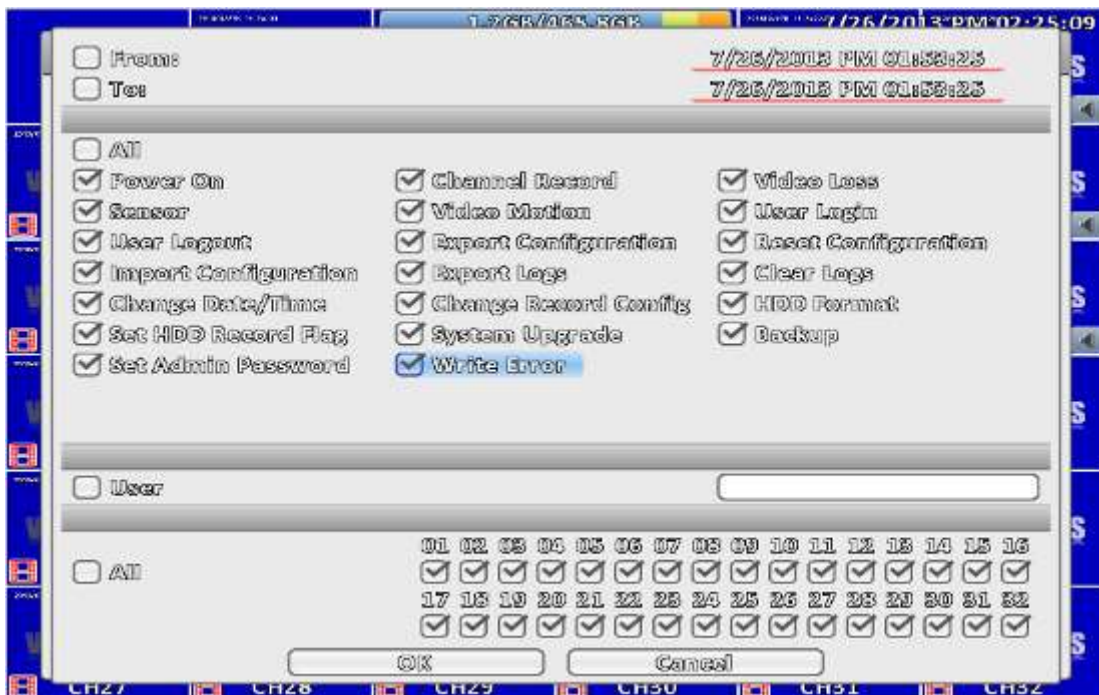 1.2GB/465.8GB 7/26/2013 PM 02:25:09
From: 7/26/2013 PM 01:53:25
To: 7/26/2013 PM 01:53:25
All
Power On Channel Record Video Loss
Sensor Video Motion User Login
User Logout Export Configuration Reset Configuration
Import Configuration Export Logs Clear Logs
Change Date/Time Change Record Config HDD Format
Set HDD Record Flag System Upgrade Backup
Set Admin Password Write Error
User
01 02 03 04 05 06 07 08 09 10 11 12 13 14 15 16
All
17 18 19 20 21 22 23 24 25 26 27 28 29 30 31 32
OK Cancel
CH27 CH28 CH29 CH30 CH31 CH32